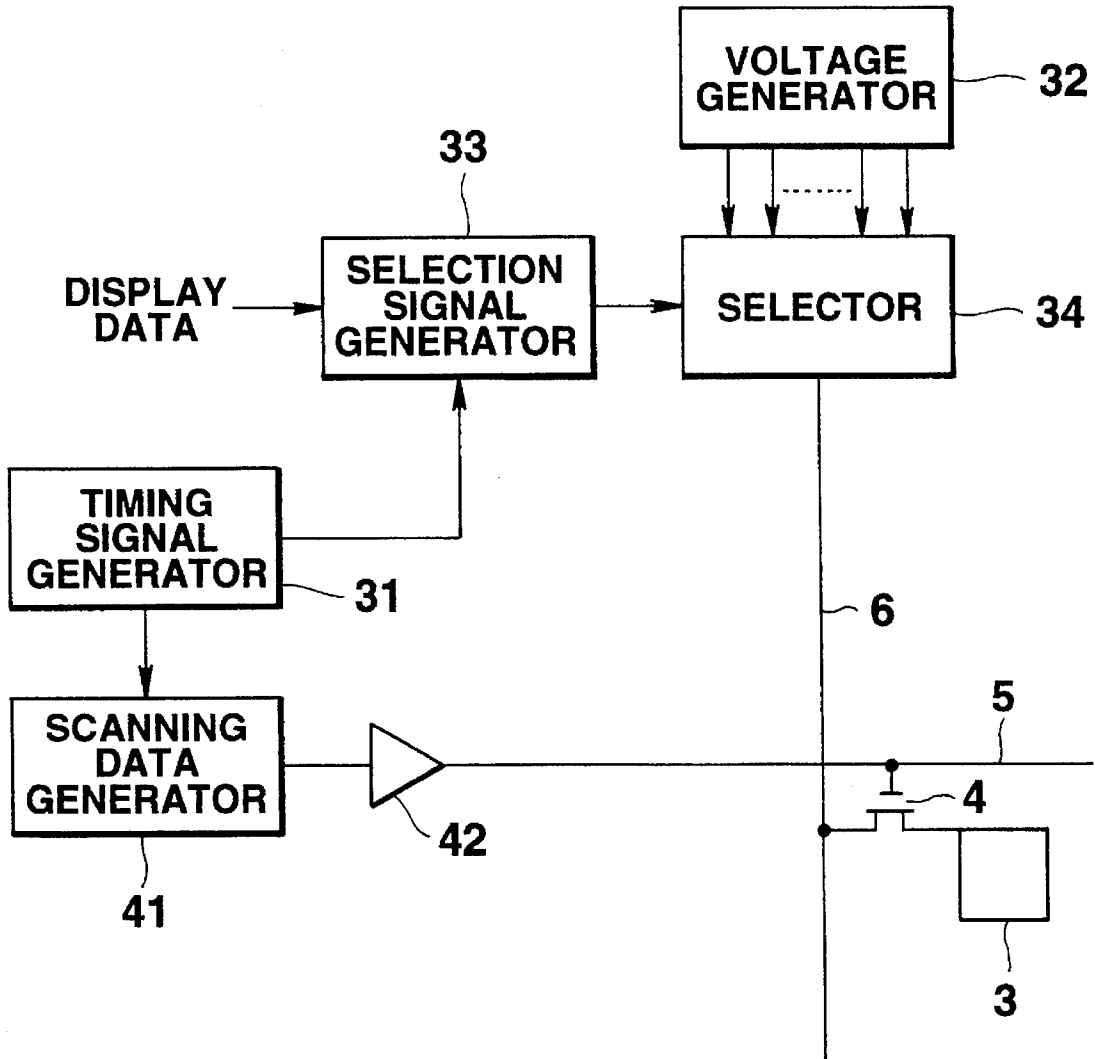 VOLTAGE
GENERATOR
32
33
SELECTION
SIGNAL
GENERATOR
DISPLAY
DATA
SELECTOR
34
TIMING
SIGNAL
GENERATOR
31
6
5
SCANNING
DATA
GENERATOR
4
42
41
3